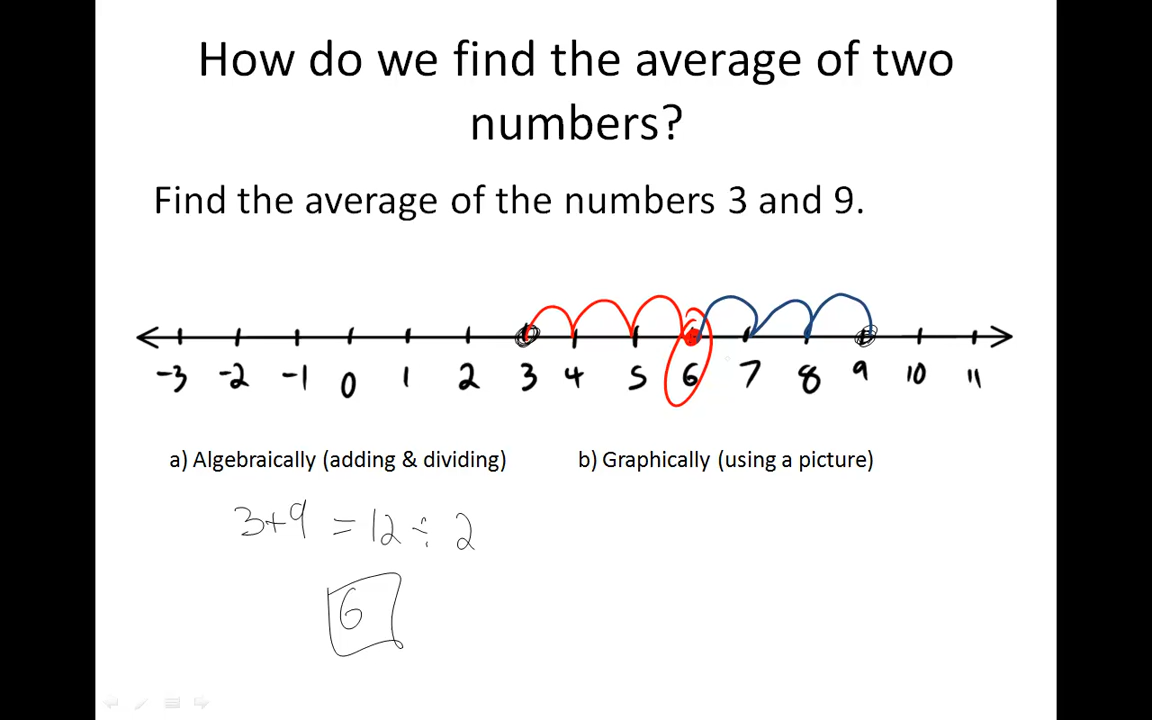 How do we find the average of two
numbers?
Find the average of the numbers 3 and 9.
-3 -2 -1 0 1 2 3 4 5 6 7 8 9 10 11
a) Algebraically (adding & dividing)
b) Graphically (using a picture)
3+9 = 12 ÷ 2
6